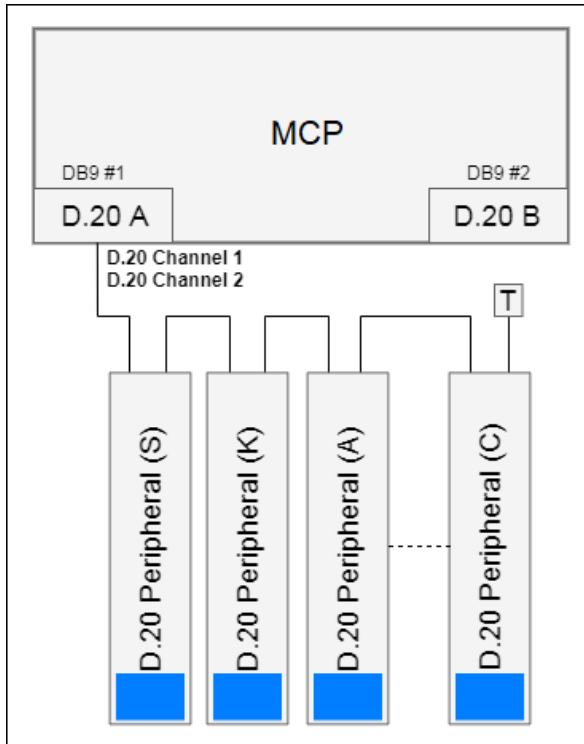 MCP
DB9 #1
DB9 #2
D.20 A
D.20 B
D.20 Channel 1
D.20 Channel 2
T
D.20 Peripheral (S)
D.20 Peripheral (K)
D.20 Peripheral (A)
D.20 Peripheral (C)